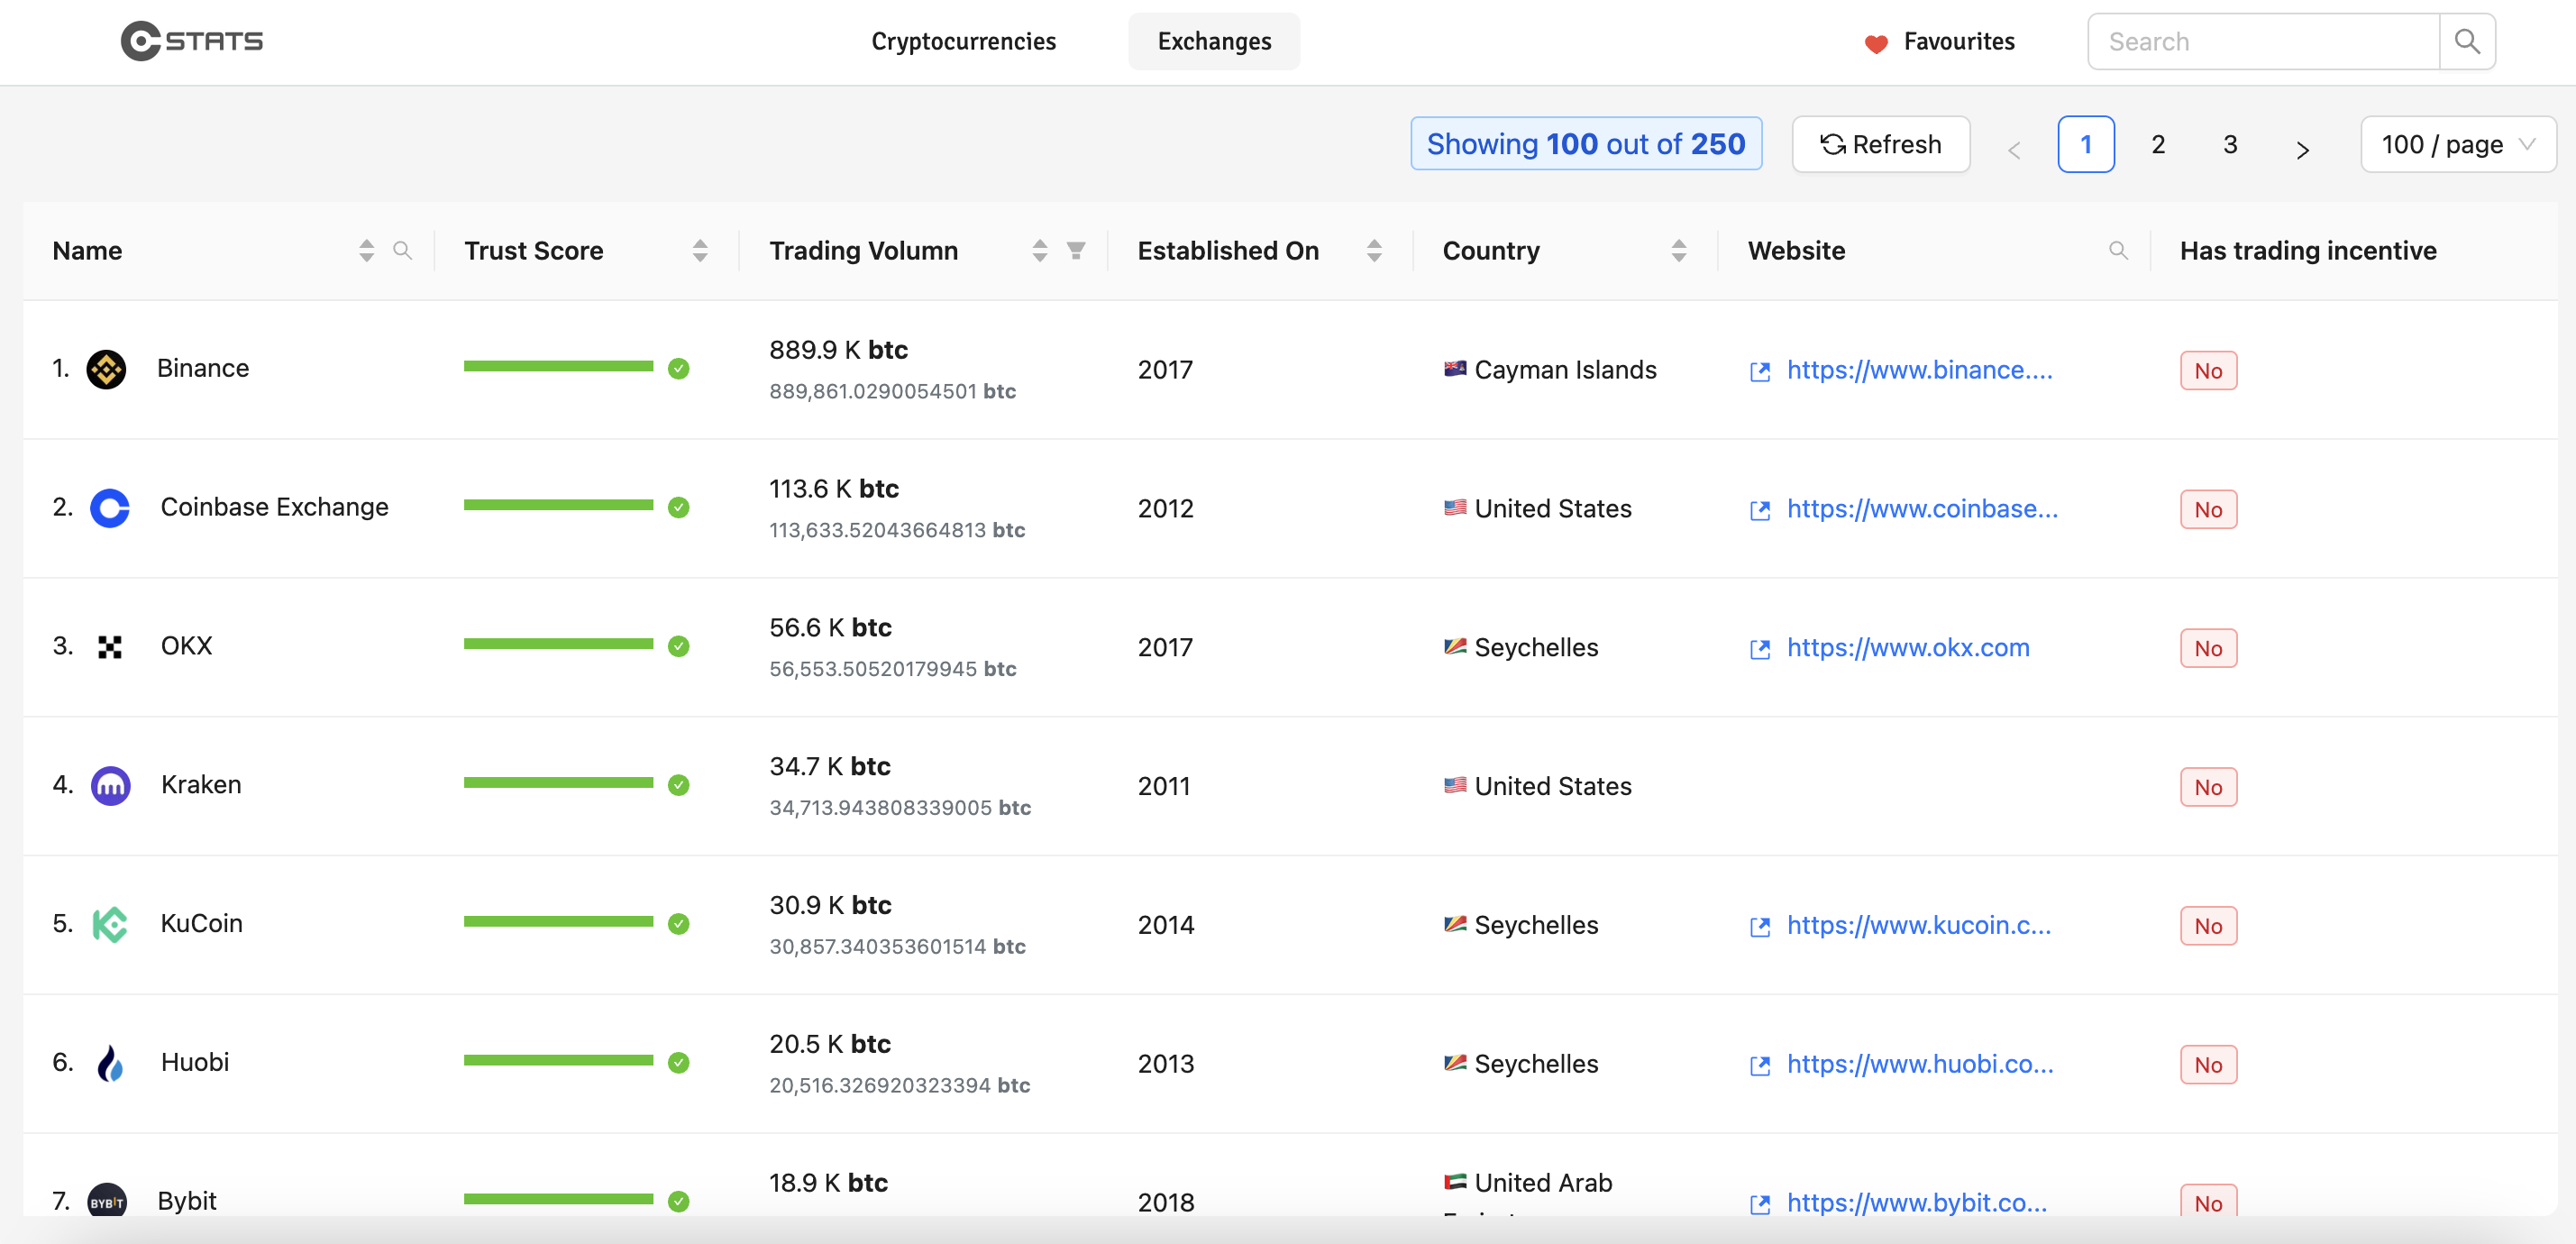 STATS
Cryptocurrencies
Exchanges
Favourites
Search
Showing 100 out of 250
Refresh
< 1 2 3 >
100 / page
Name Trust Score Trading Volumn Established On Country Website Has trading incentive
1. Binance 889.9 K btc 2017 Cayman Islands https://www.binance.... No
889,861.0290054501 btc
2. Coinbase Exchange 113.6 K btc 2012 United States https://www.coinbase... No
113,633.52043664813 btc
3. OKX 56.6 K btc 2017 Seychelles https://www.okx.com No
56,553.50520179945 btc
4. Kraken 34.7 K btc 2011 United States No
34,713.943808339005 btc
5. KuCoin 30.9 K btc 2014 Seychelles https://www.kucoin.c... No
30,857.340353601514 btc
6. Huobi 20.5 K btc 2013 Seychelles https://www.huobi.co... No
20,516.326920323394 btc
7. BYBIT Bybit 18.9 K btc 2018 United Arab https://www.bybit.co... No